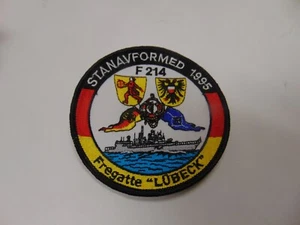 STANAVFORMED 1995
F 214
Fregatte "LÜBECK"